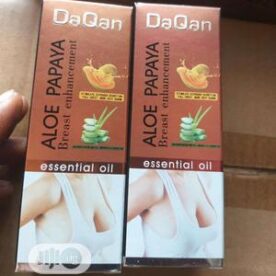 DaQan
ALOE PAPAYA
Breast enhancement
essential oil
DaQan
ALOE PAPAYA
Breast enhancement
essential oil